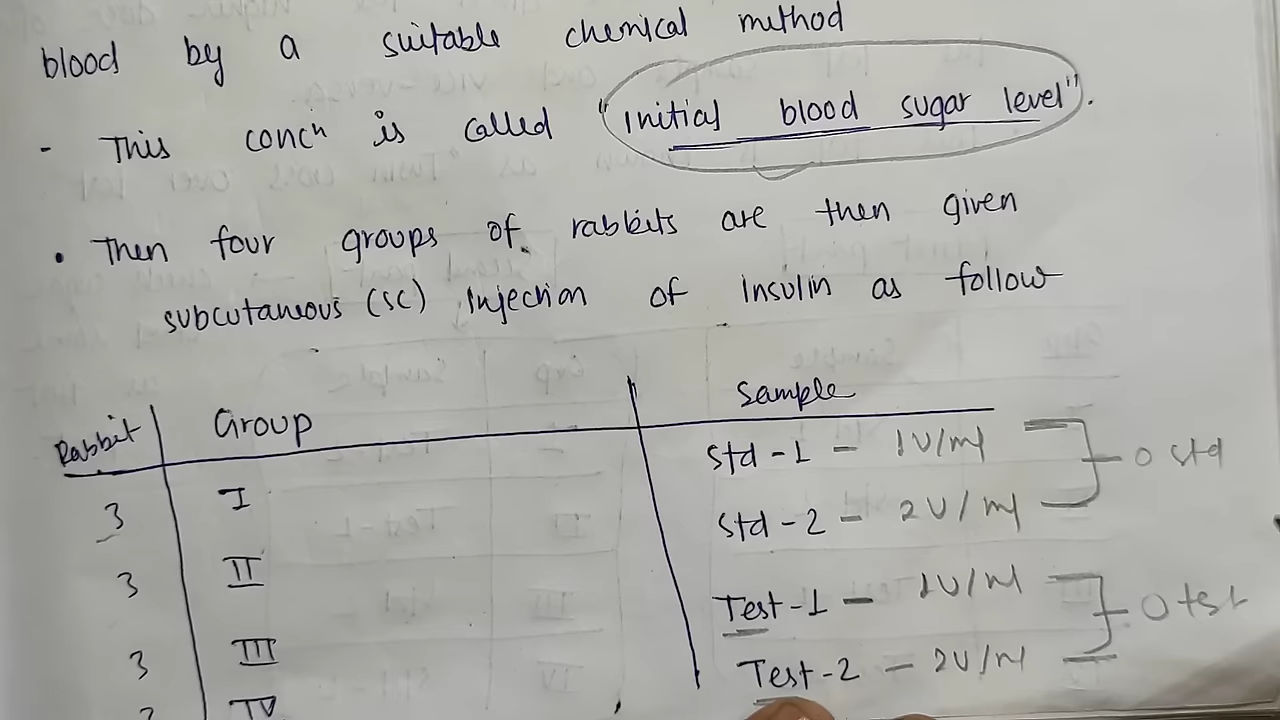 blood by a suitable chemical method
- This concn is called "Initial blood sugar level".
• Then four groups of rabbits are then given
subcutaneous (SC) Injection of insulin as follow
Rabbit Group Sample
3 I Std-1 - 1U/ml
3 II Std-2 - 2U/ml
std
3 III Test-1 - 1U/ml
IV Test-2 - 2U/ml
test